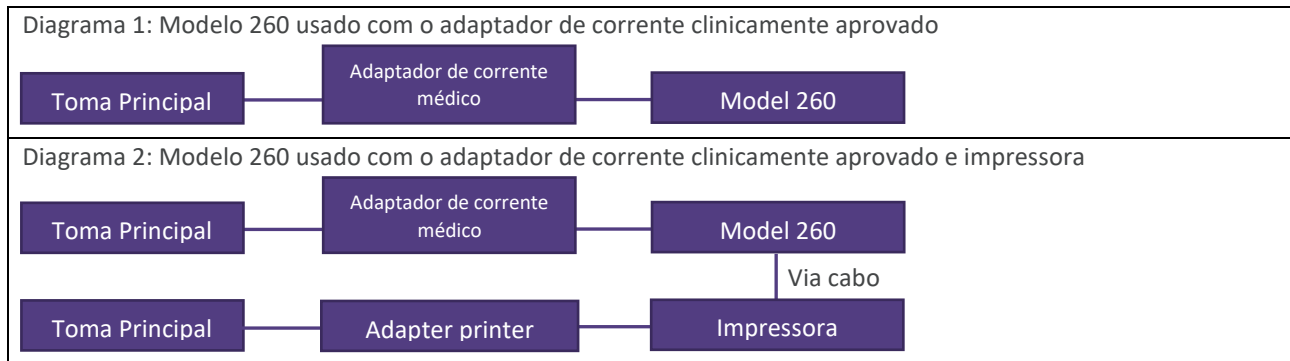 Diagrama 1: Modelo 260 usado com o adaptador de corrente clinicamente aprovado
Toma Principal
Adaptador de corrente
médico
Model 260
Diagrama 2: Modelo 260 usado com o adaptador de corrente clinicamente aprovado e impressora
Toma Principal
Adaptador de corrente
médico
Model 260
Via cabo
Toma Principal
Adapter printer
Impressora